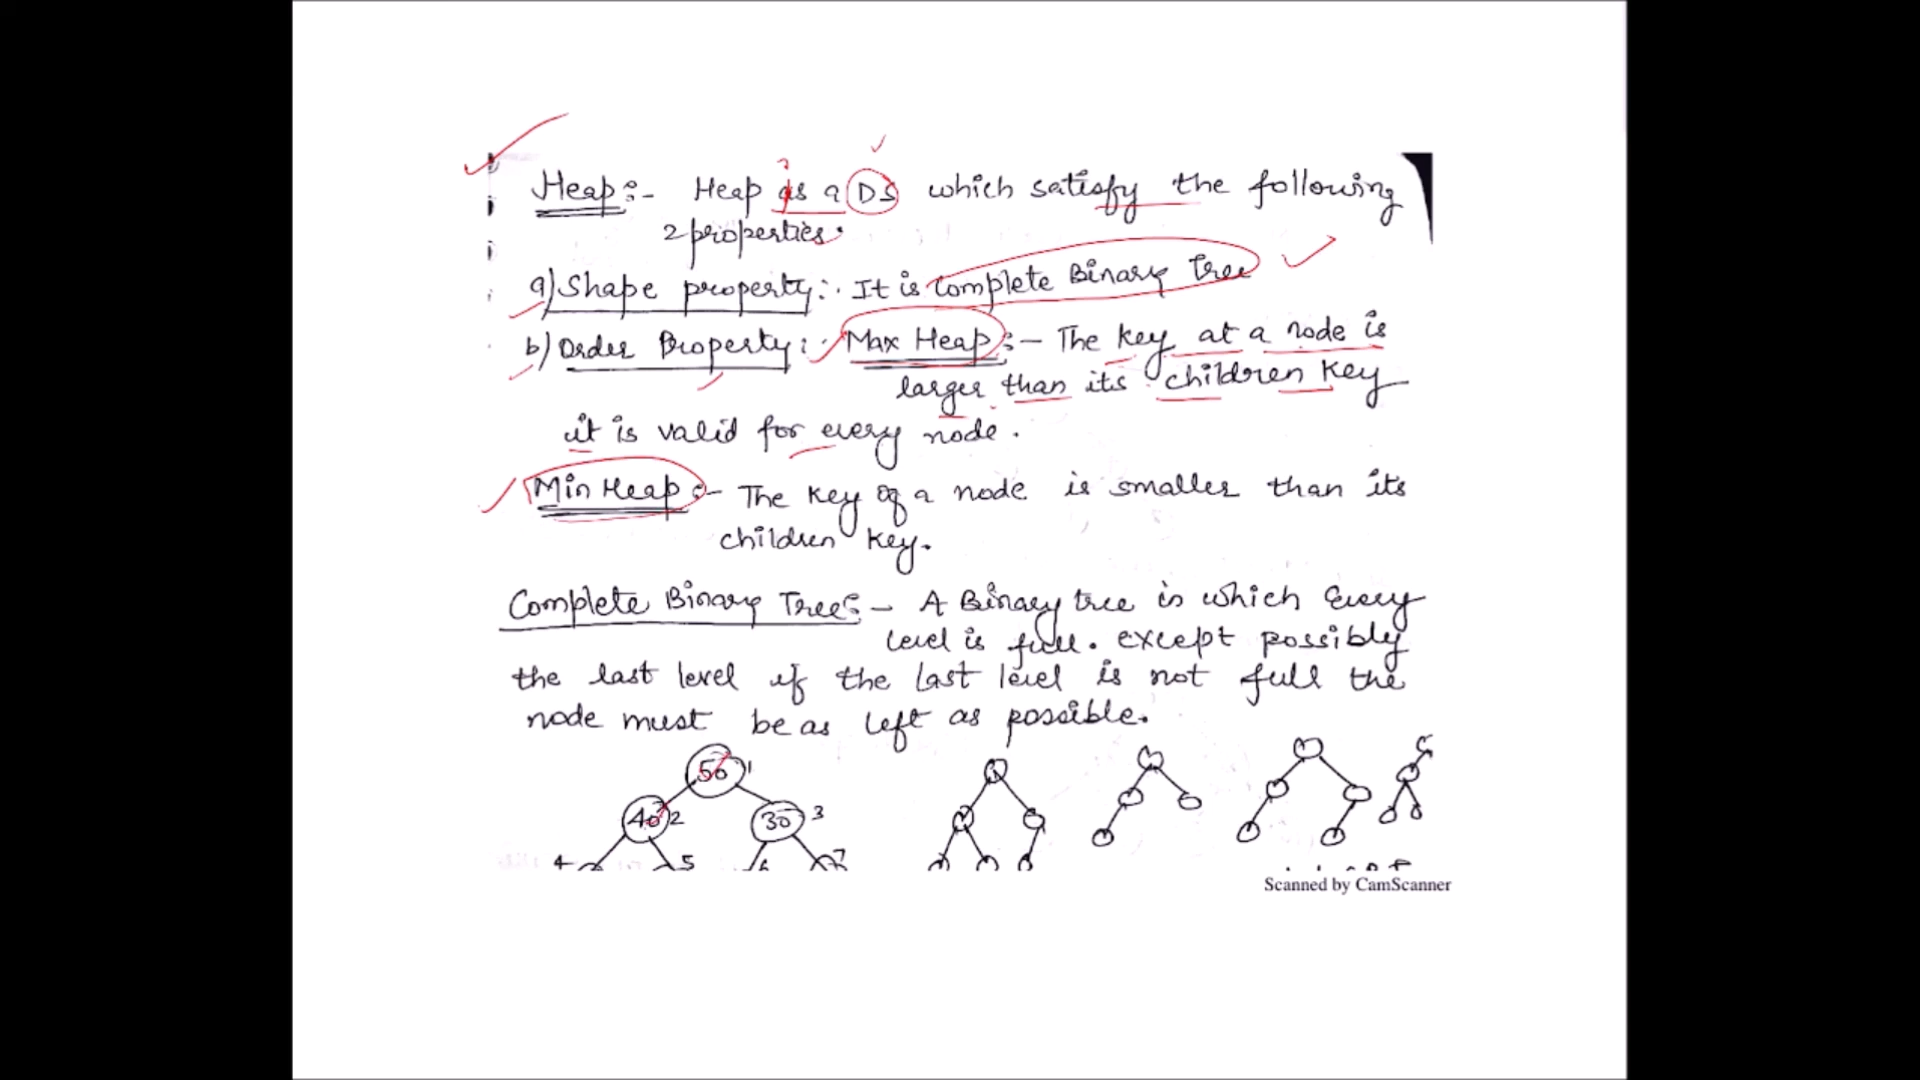 Heap:- Heap is a DS which satisfy the following
2 properties.
a) Shape property:. It is complete Binary Tree
b) Order Property:. Max Heap:- The key at a node is
larger than its children key
it is valid for every node.
Min Heap:- The key of a node is smaller than its
children key.
Complete Binary Tree:- A Binary tree in which every
level is full. except possibly
the last level if the last level is not full the
node must be as left as possible.
50 1
40 2 30 3
4 5 6 7
Scanned by CamScanner